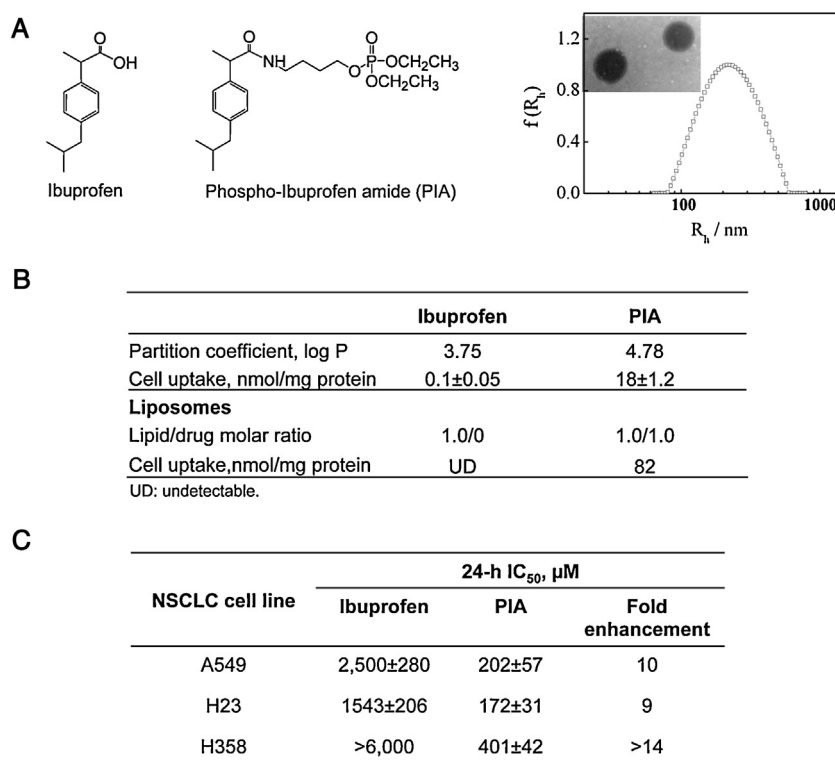 A
O
OH
Ibuprofen
O
NH
O
O
P
OCH₂CH₃
OCH₂CH₃
Phospho-Ibuprofen amide (PIA)
f (Rₕ)
1.2
0.8
0.4
0.0
100
1000
Rₕ / nm
B
Ibuprofen PIA
Partition coefficient, log P 3.75 4.78
Cell uptake, nmol/mg protein 0.1±0.05 18±1.2
Liposomes
Lipid/drug molar ratio 1.0/0 1.0/1.0
Cell uptake,nmol/mg protein UD 82
UD: undetectable.
C
24-h IC₅₀, µM
NSCLC cell line Ibuprofen PIA Fold
enhancement
A549 2,500±280 202±57 10
H23 1543±206 172±31 9
H358 >6,000 401±42 >14